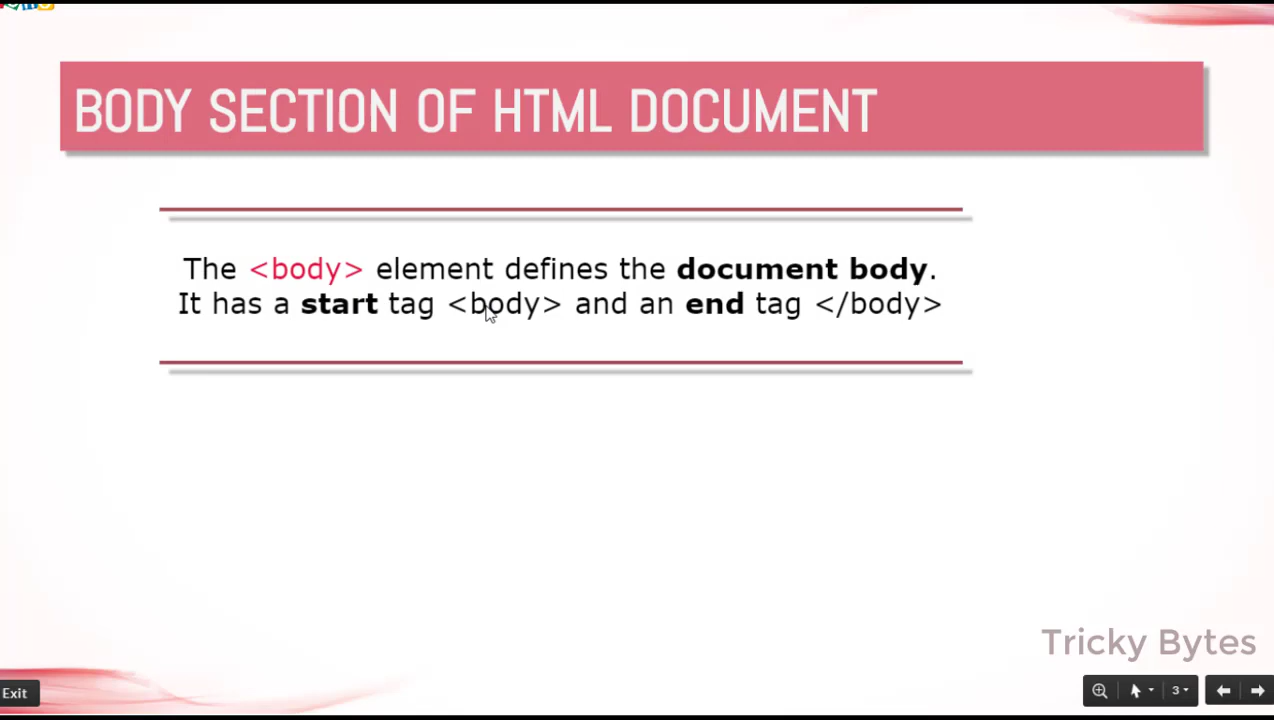 BODY SECTION OF HTML DOCUMENT
The <body> element defines the document body.
It has a start tag <body> and an end tag </body>
Tricky Bytes
Exit
3